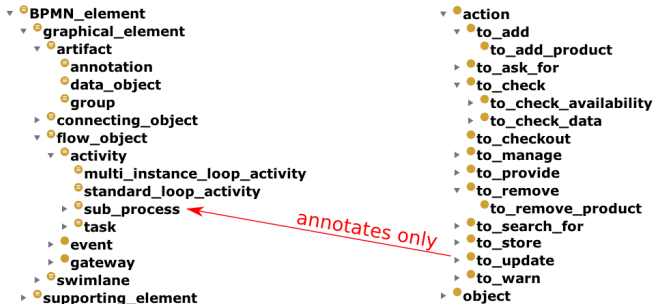 BPMN_element
graphical_element
artifact
annotation
data_object
group
connecting_object
flow_object
activity
multi_instance_loop_activity
standard_loop_activity
sub_process
task
event
gateway
swimlane
supporting_element
annotates only
action
to_add
to_add_product
to_ask_for
to_check
to_check_availability
to_check_data
to_checkout
to_manage
to_provide
to_remove
to_remove_product
to_search_for
to_store
to_update
to_warn
object